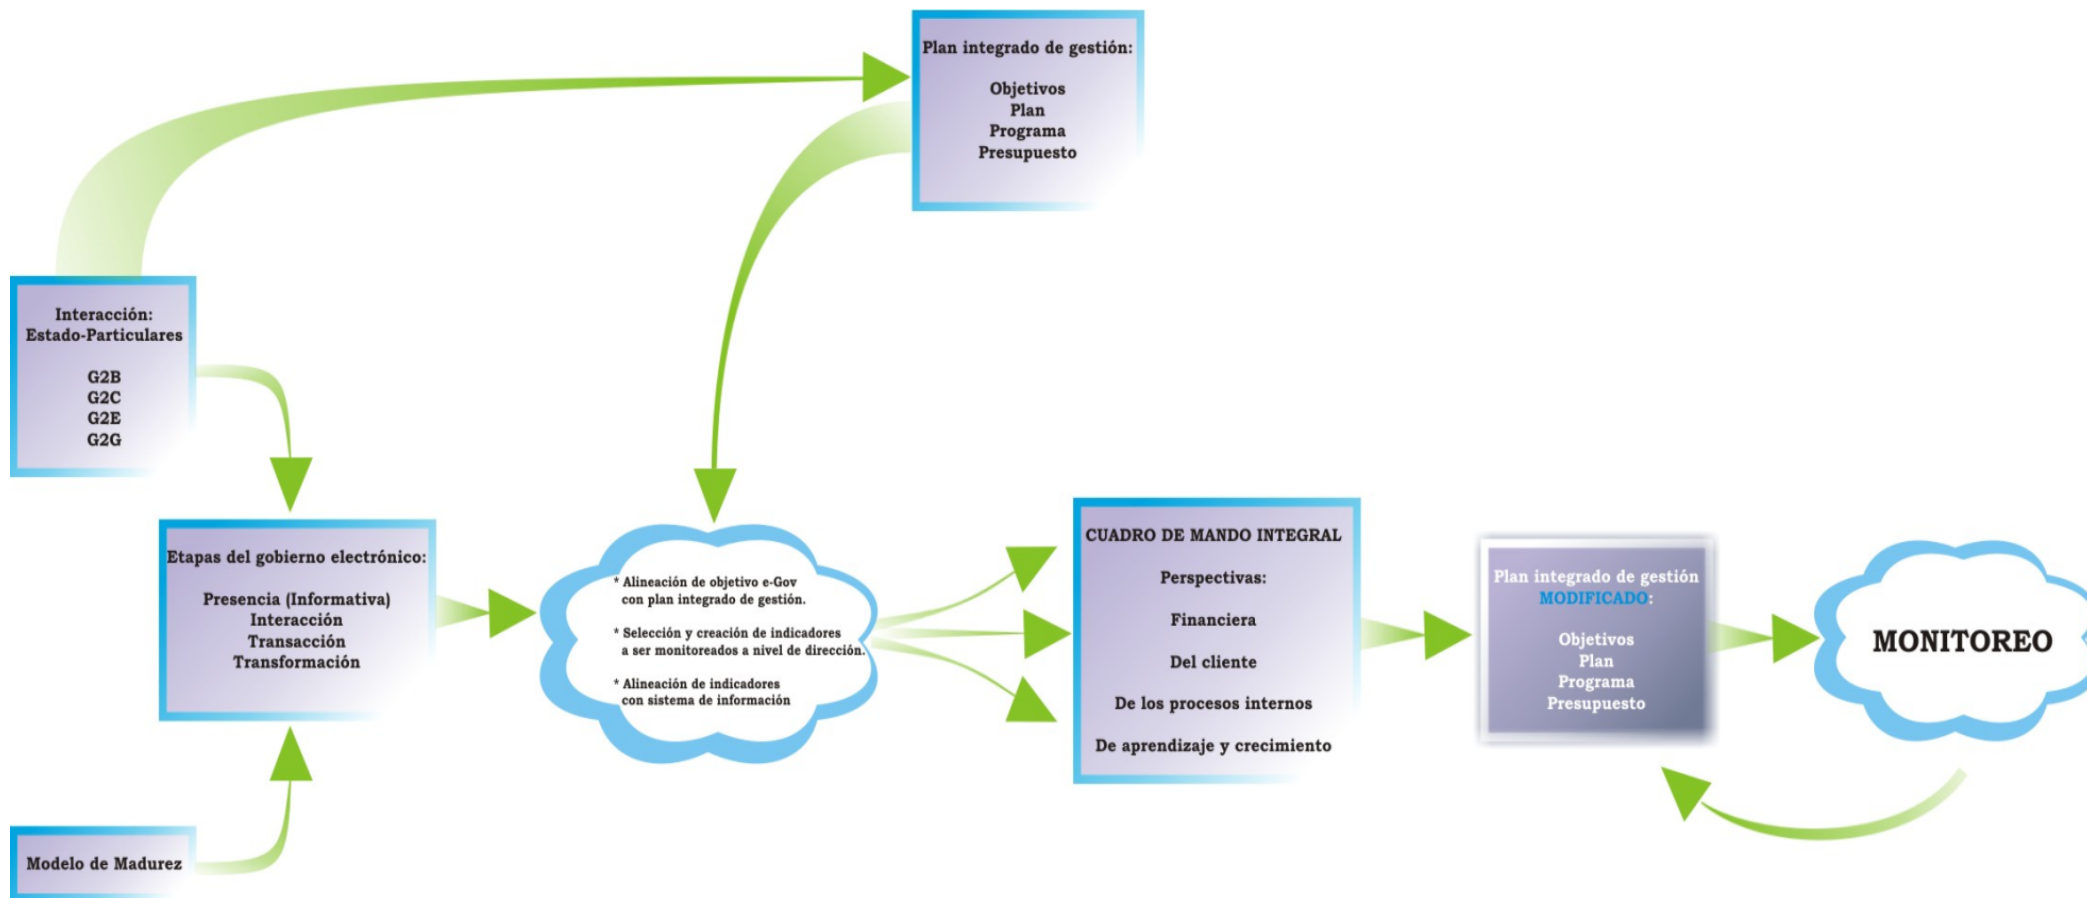 Plan integrado de gestión:
Objetivos
Plan
Programa
Presupuesto
Interacción:
Estado-Particulares
G2B
G2C
G2E
G2G
Etapas del gobierno electrónico:
Presencia (Informativa)
Interacción
Transacción
Transformación
Modelo de Madurez
* Alineación de objetivo e-Gov
con plan integrado de gestión.
* Selección y creación de indicadores
a ser monitoreados a nivel de dirección.
* Alineación de indicadores
con sistema de información
CUADRO DE MANDO INTEGRAL
Perspectivas:
Financiera
Del cliente
De los procesos internos
De aprendizaje y crecimiento
Plan integrado de gestión
MODIFICADO:
Objetivos
Plan
Programa
Presupuesto
MONITOREO